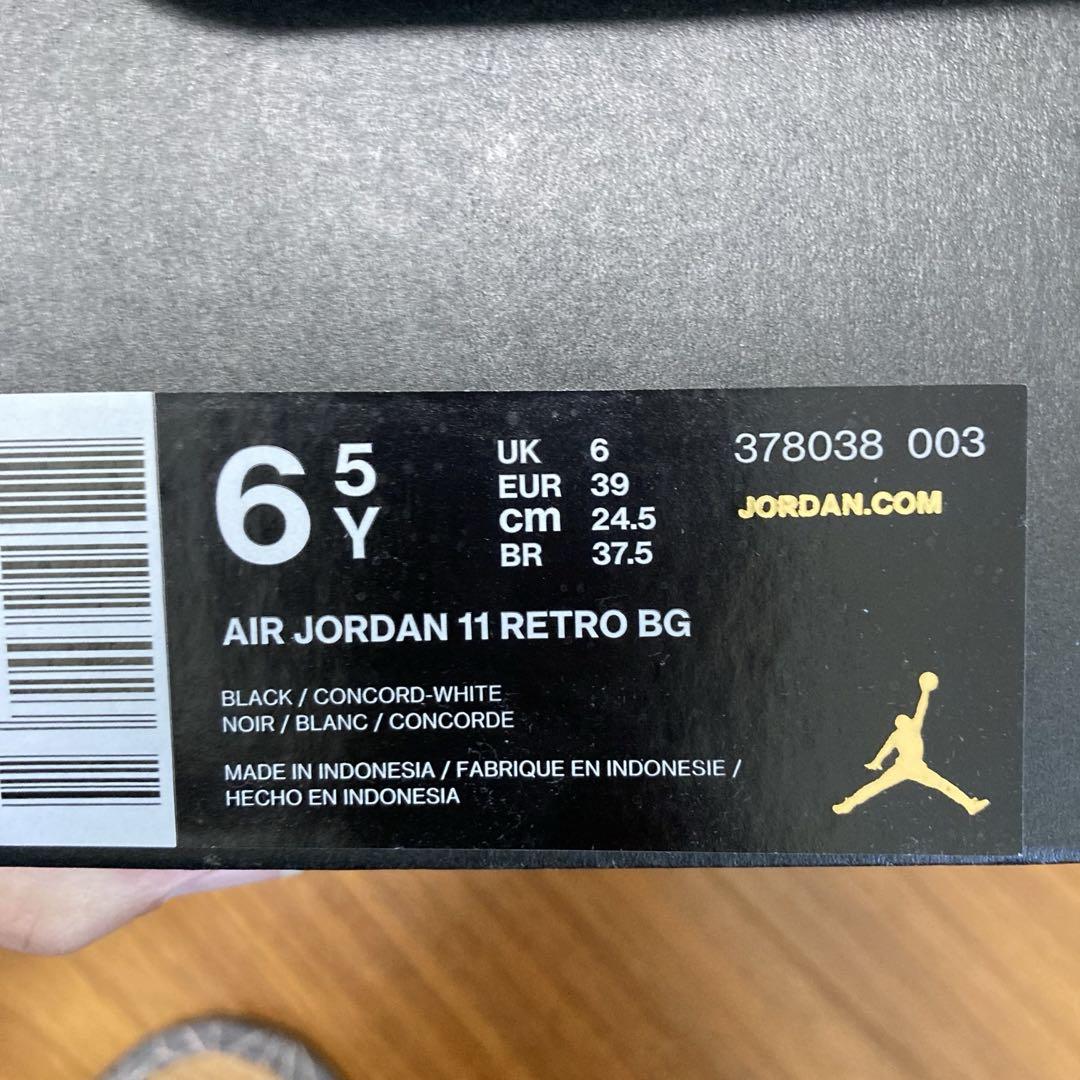 6 5 Y
UK 6
EUR 39
cm 24.5
BR 37.5
378038 003
JORDAN.COM
AIR JORDAN 11 RETRO BG
BLACK / CONCORD-WHITE
NOIR / BLANC / CONCORDE
MADE IN INDONESIA / FABRIQUE EN INDONESIE /
HECHO EN INDONESIA